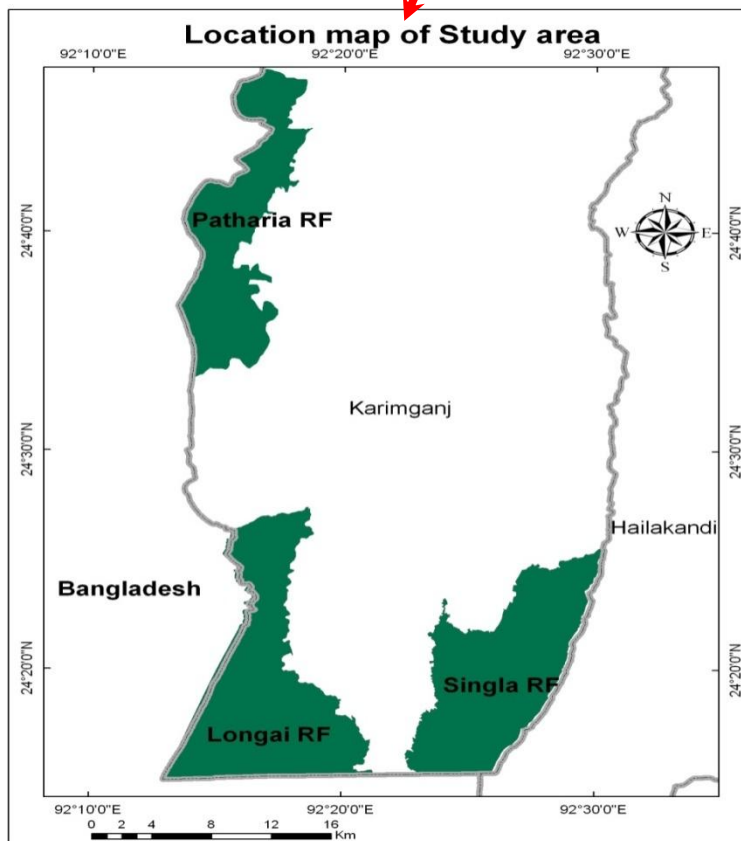 Location map of Study area
92°10'0"E 92°20'0"E 92°30'0"E
N
W E
S
24°40'0"N Patharia RF 24°40'0"N
Karimganj
24°30'0"N 24°30'0"N
Hailakandi
Bangladesh
24°20'0"N Singla RF 24°20'0"N
Longai RF
92°10'0"E 92°20'0"E 92°30'0"E
0 2 4 8 12 16
Km